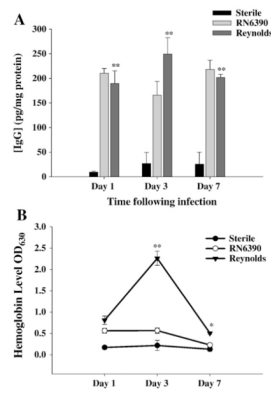 A
Sterile
RN6390
Reynolds
[IgG] (pg/mg protein)
300
250
200
150
100
50
0
**
**
**
Day 1
Day 3
Day 7
Time following infection
B
Sterile
RN6390
Reynolds
Hemoglobin Level OD630
3.0
2.5
2.0
1.5
1.0
0.5
0.0
**
*
Day 1
Day 3
Day 7